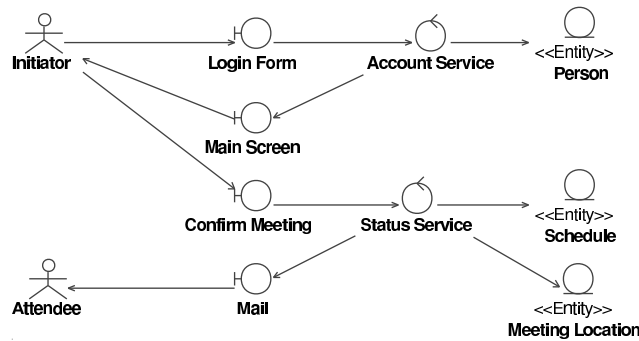 <<Entity>>
Initiator
Login Form
Account Service
Person
Main Screen
<<Entity>>
Confirm Meeting
Status Service
Schedule
<<Entity>>
Attendee
Mail
Meeting Location